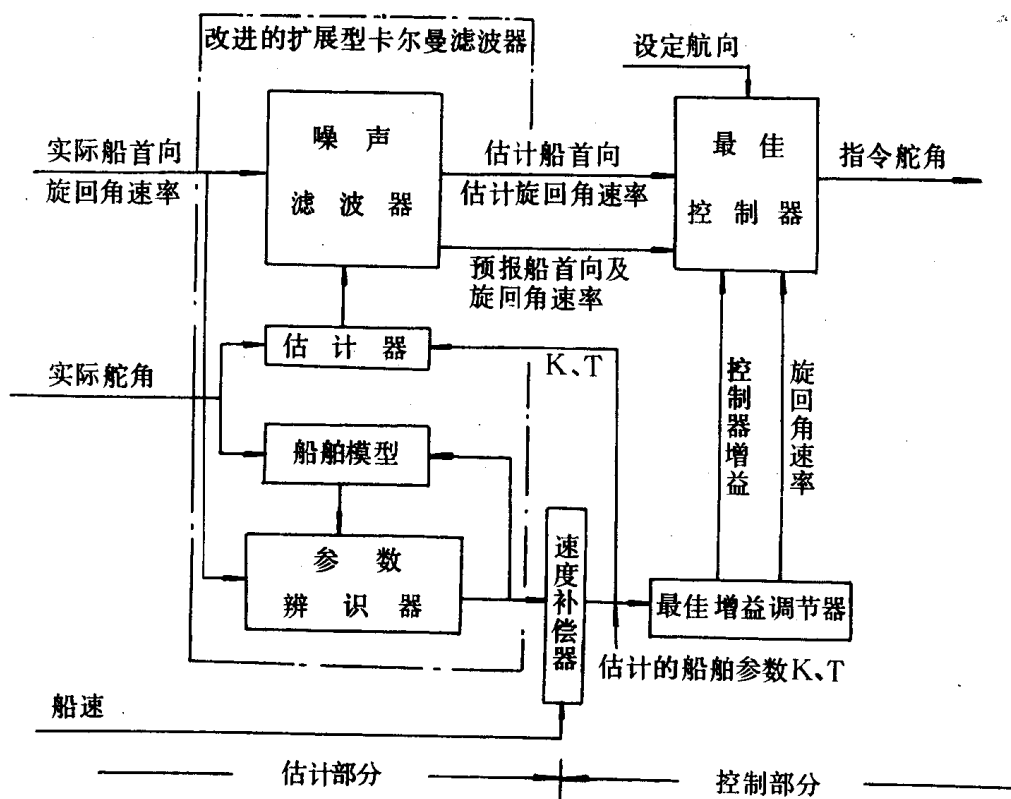 改进的扩展型卡尔曼滤波器
设定航向
实际船首向
旋回角速率
噪声
滤波器
估计船首向
估计旋回角速率
预报船首向及
旋回角速率
最佳
控制器
指令舵角
实际舵角
估计器
K、T
船舶模型
参数
辨识器
速度补偿器
控制器增益
旋回角速率
最佳增益调节器
估计的船舶参数K、T
船速
估计部分
控制部分